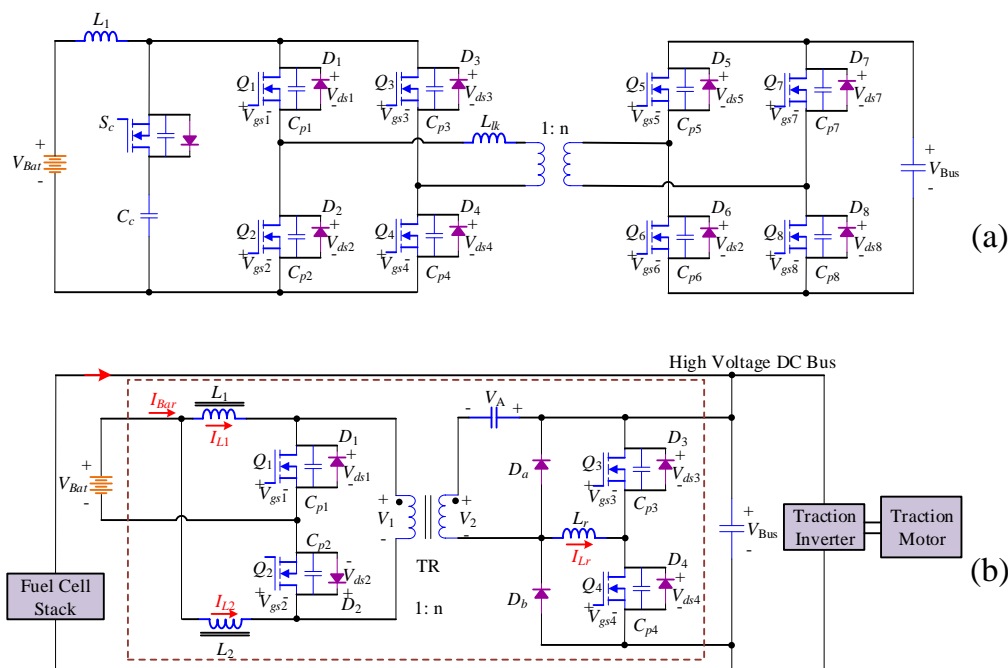 L1
D1
D3
D5
D7
Q1
Q3
Q5
Q7
+
Vds1
-
+
Vds3
-
+
Vds5
-
+
Vds7
-
+ Vgs1 -
+ Vgs3 -
+ Vgs5 -
+ Vgs7 -
Cp1
Cp3
Cp5
Cp7
Sc
Llk
1: n
+
VBat
-
+
VBus
-
Cc
D2
D4
D6
D8
Q2
Q4
Q6
Q8
+
Vds2
-
+
Vds4
-
+
Vds2
-
+
Vds8
-
+ Vgs2 -
+ Vgs4 -
+ Vgs6 -
+ Vgs8 -
Cp2
Cp4
Cp6
Cp8
(a)
High Voltage DC Bus
IBar
L1
IL1
- VA +
D1
D3
Q1
Q3
+
Vds1
-
+
Vds3
-
+ Vgs1 -
+ Vgs3 -
Cp1
Cp3
Da
+
VBat
-
+
V1
-
+
V2
-
TR
1: n
Lr
ILr
+
VBus
-
Traction
Inverter
Traction
Motor
Cp2
Q2
-
Vds2
+
D2
+ Vgs2 -
Db
D4
Q4
+
Vds4
-
+ Vgs4 -
Cp4
(b)
Fuel Cell
Stack
IL2
L2